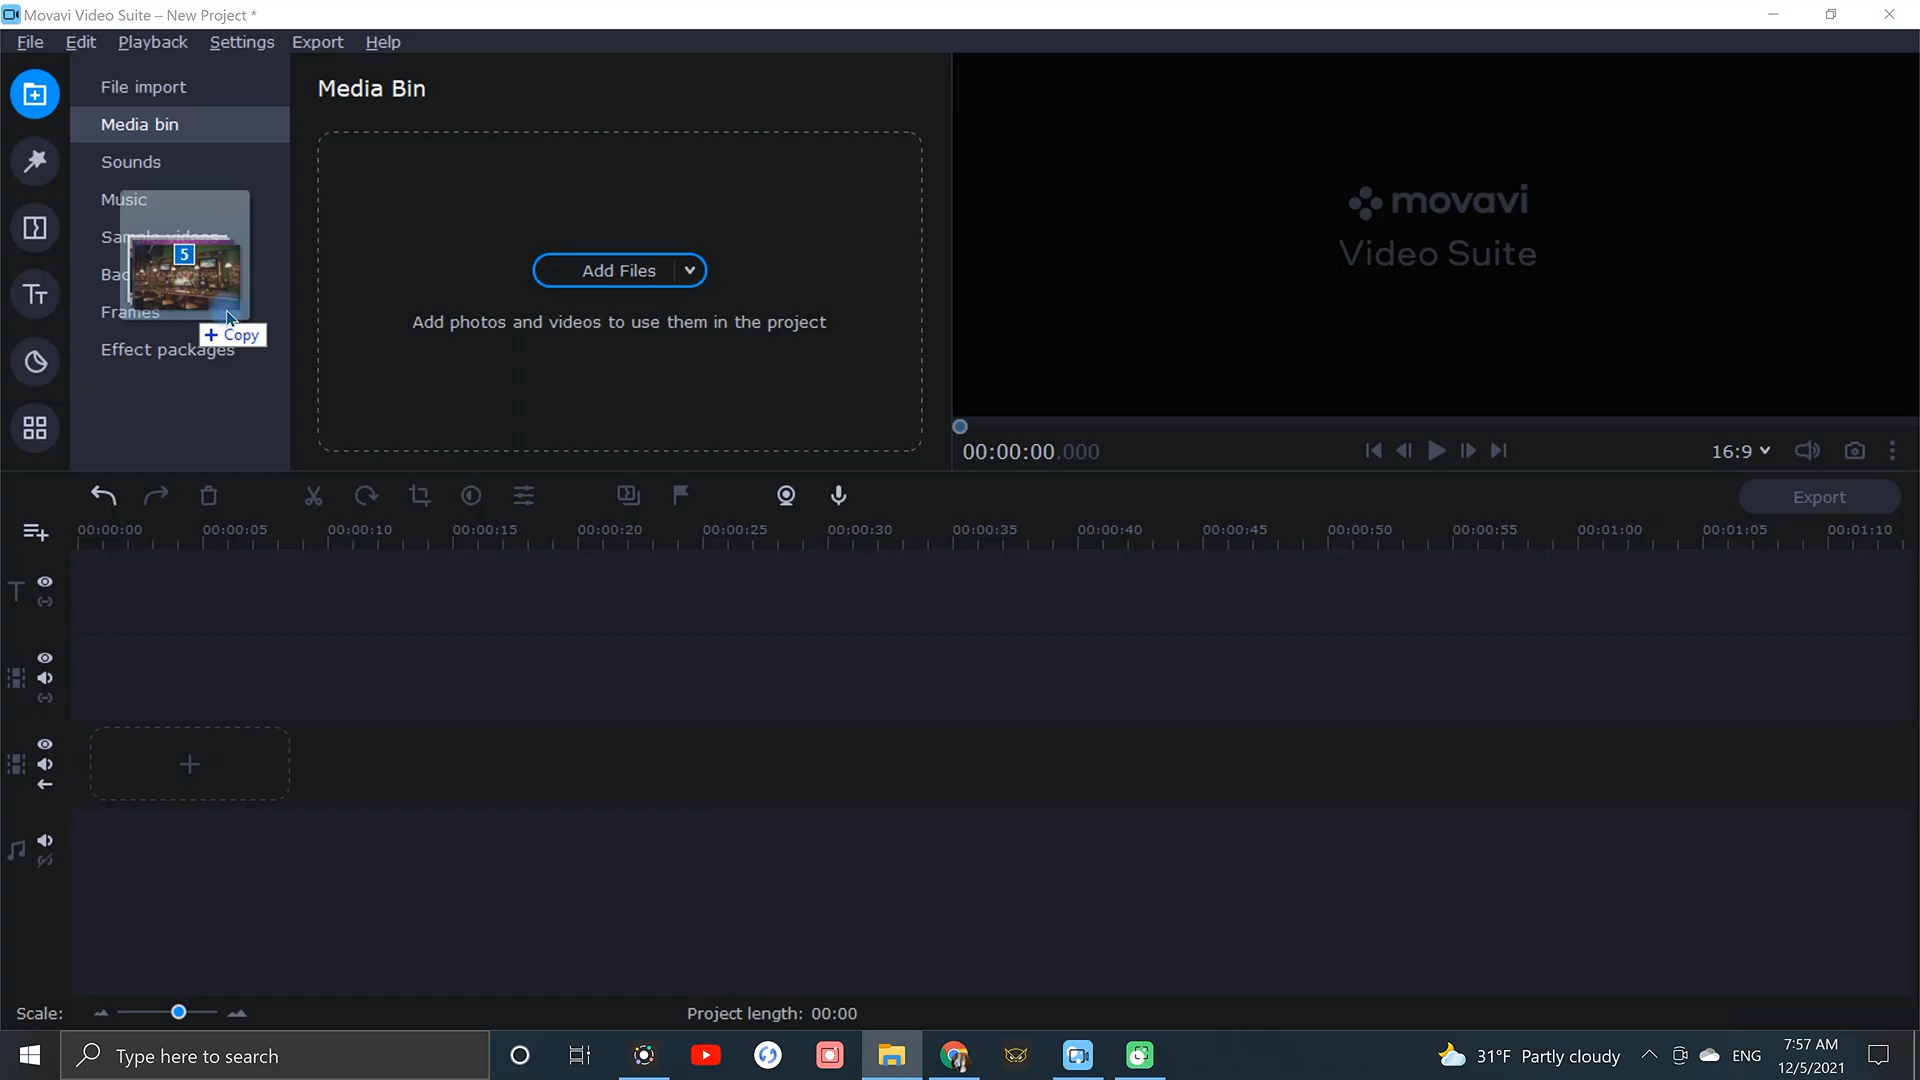 Movavi Video Suite – New Project *
File Edit Playback Settings Export Help
File import
Media bin
Sounds
Music
Sample videos
Bac
Frames
Effect packages
5
+ Copy
Media Bin
Add Files
Add photos and videos to use them in the project
movavi
Video Suite
00:00:00.000
16:9
Export
00:00:00 00:00:05 00:00:10 00:00:15 00:00:20 00:00:25 00:00:30 00:00:35 00:00:40 00:00:45 00:00:50 00:00:55 00:01:00 00:01:05 00:01:10
Scale:
Project length: 00:00
Type here to search
31°F Partly cloudy
ENG
7:57 AM
12/5/2021